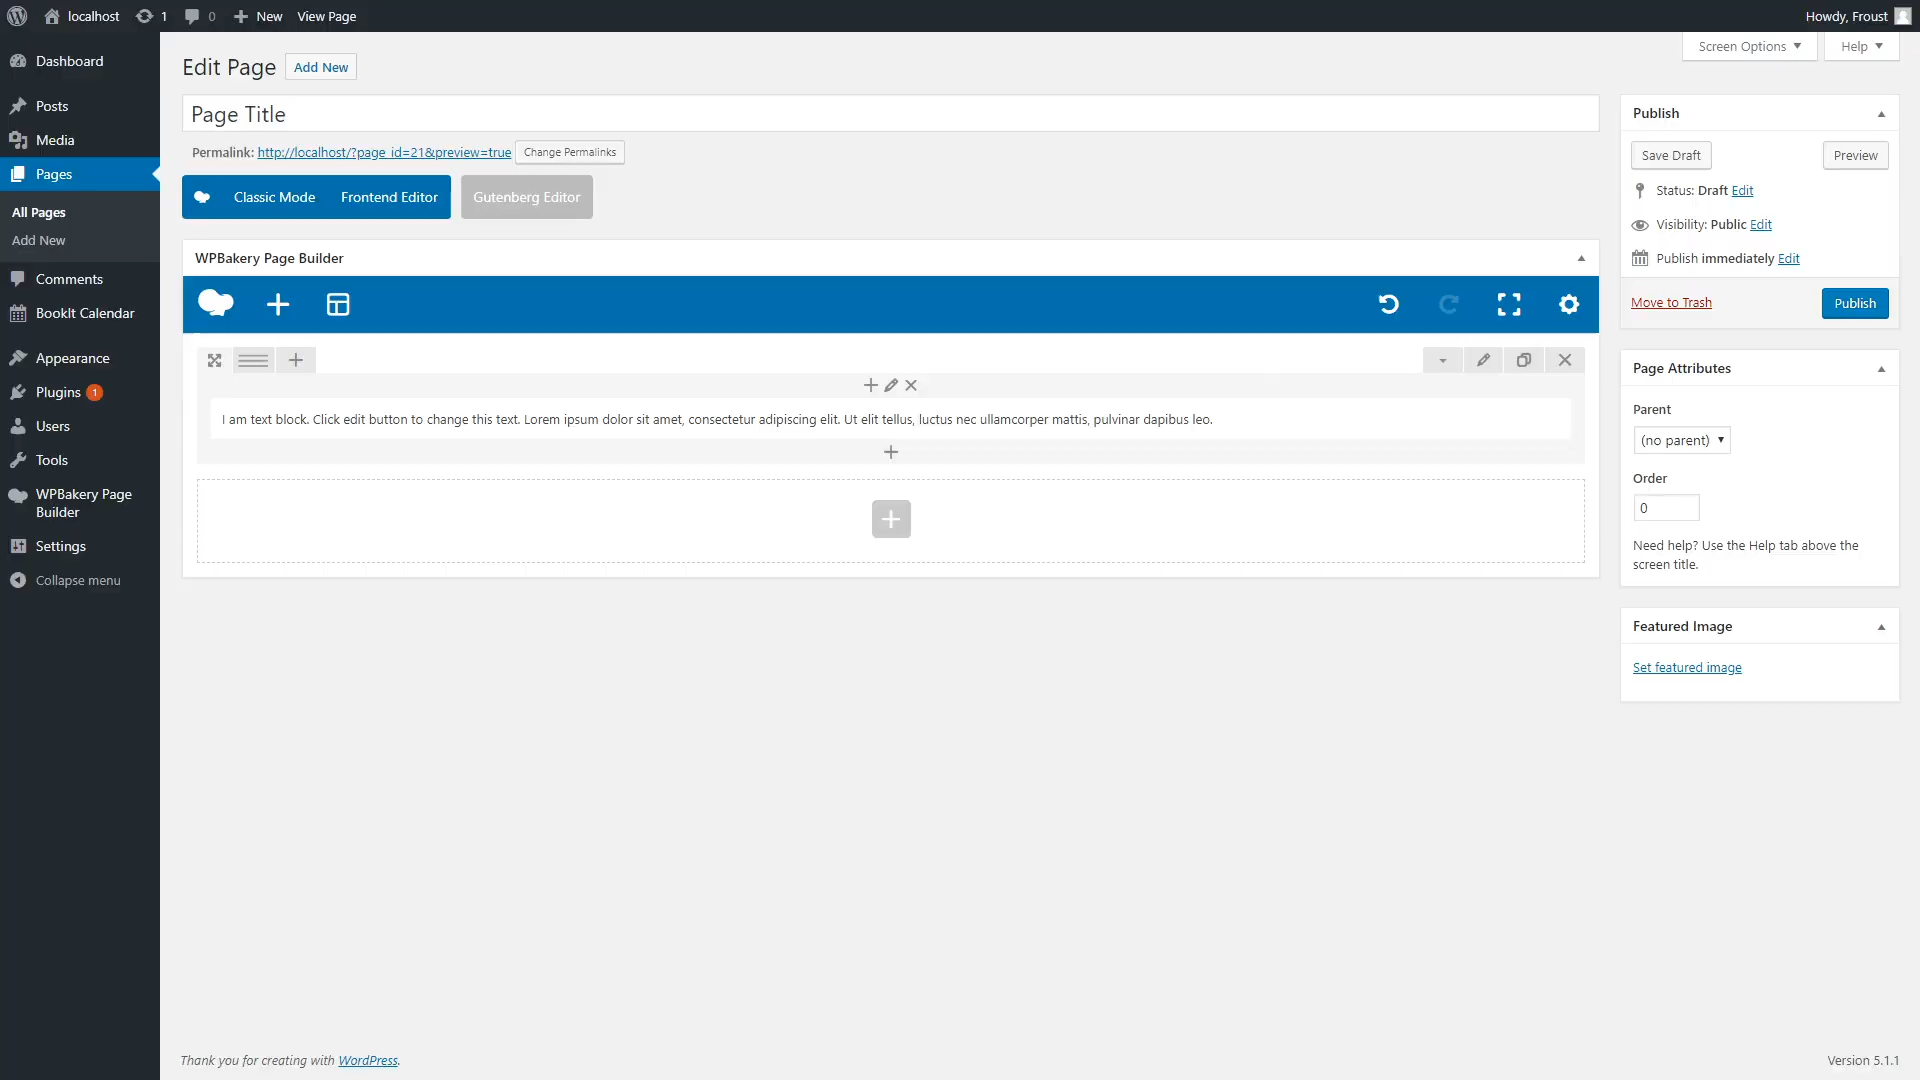 localhost 1 0 New View Page Howdy, Froust
Screen Options Help
Dashboard
Posts
Media
Pages
All Pages
Add New
Comments
BookIt Calendar
Appearance
Plugins 1
Users
Tools
WPBakery Page
Builder
Settings
Collapse menu
Edit Page Add New
Page Title
Permalink: http://localhost/?page_id=21&preview=true Change Permalinks
Classic Mode Frontend Editor Gutenberg Editor
WPBakery Page Builder
I am text block. Click edit button to change this text. Lorem ipsum dolor sit amet, consectetur adipiscing elit. Ut elit tellus, luctus nec ullamcorper mattis, pulvinar dapibus leo.
Publish
Save Draft Preview
Status: Draft Edit
Visibility: Public Edit
Publish immediately Edit
Move to Trash Publish
Page Attributes
Parent
(no parent)
Order
0
Need help? Use the Help tab above the
screen title.
Featured Image
Set featured image
Thank you for creating with WordPress.
Version 5.1.1